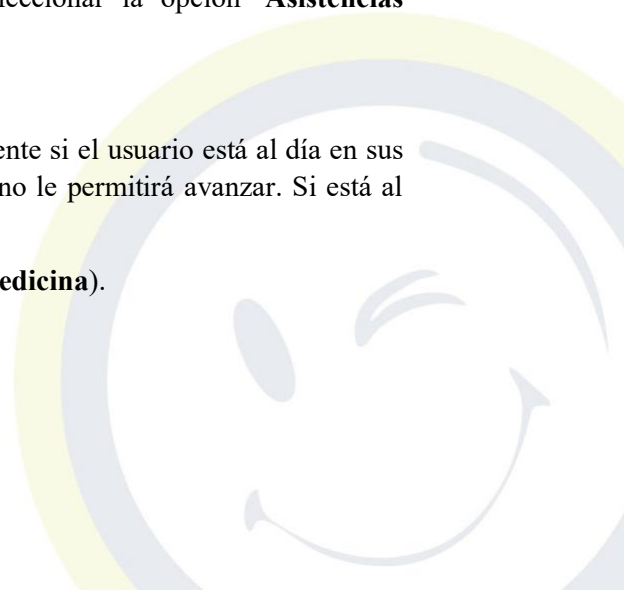 la opción "Asistencias
ente si el usuario está al día en sus
no le permitirá avanzar. Si está al
edicina).